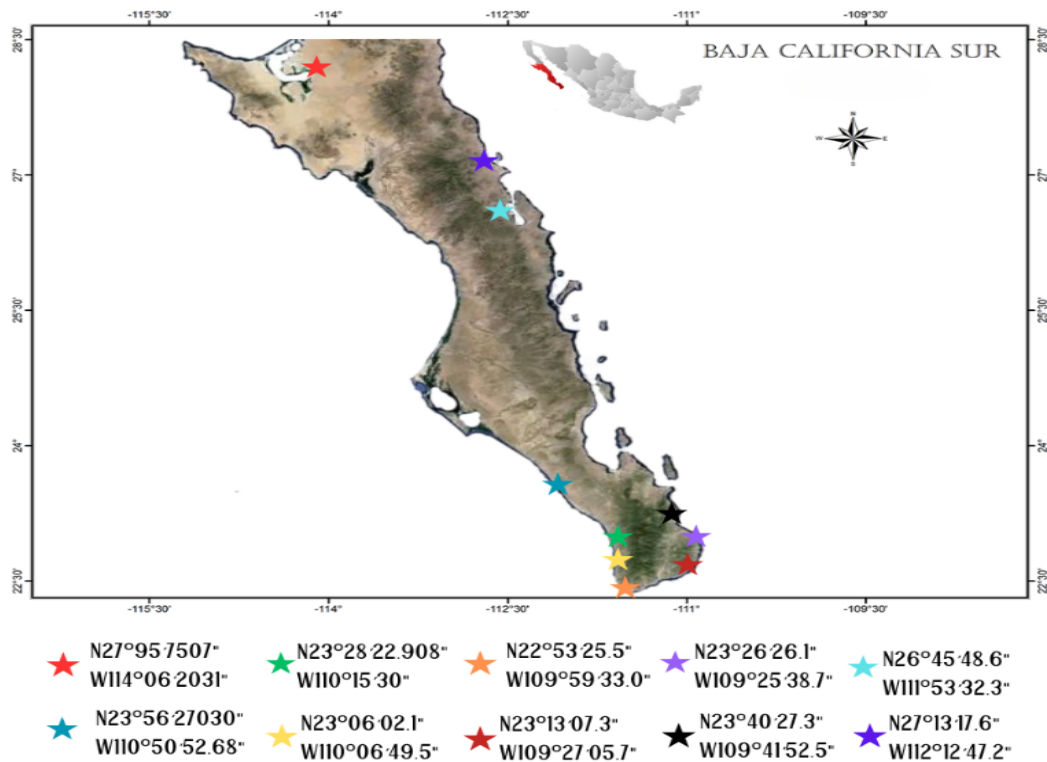 -115°30' -114° -112°30' -111° -109°30'
28°30' 28°30'
BAJA CALIFORNIA SUR
N
W E
S
27° 27°
25°30' 25°30'
24° 24°
22°30' 22°30'
-115°30' -114° -112°30' -111° -109°30'
N27°95'7507" N23°28'22.908" N22°53'25.5" N23°26'26.1" N26°45'48.6"
W114°06'2031" W110°15'30" W109°59'33.0" W109°25'38.7" W111°53'32.3"
N23°56'27030" N23°06'02.1" N23°13'07.3" N23°40'27.3" N27°13'17.6"
W110°50'52.68" W110°06'49.5" W109°27'05.7" W109°41'52.5" W112°12'47.2"